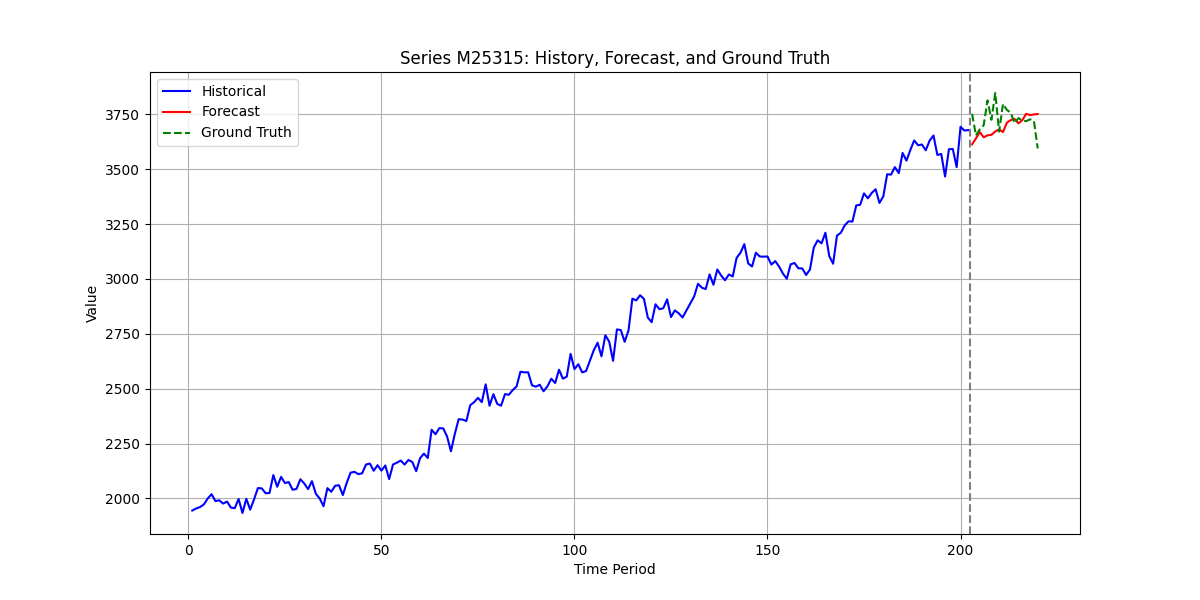 Series M25315: History, Forecast, and Ground Truth
Historical
Forecast
Ground Truth
3750
3500
3250
3000
2750
2500
2250
2000
Value
0 50 100 150 200
Time Period